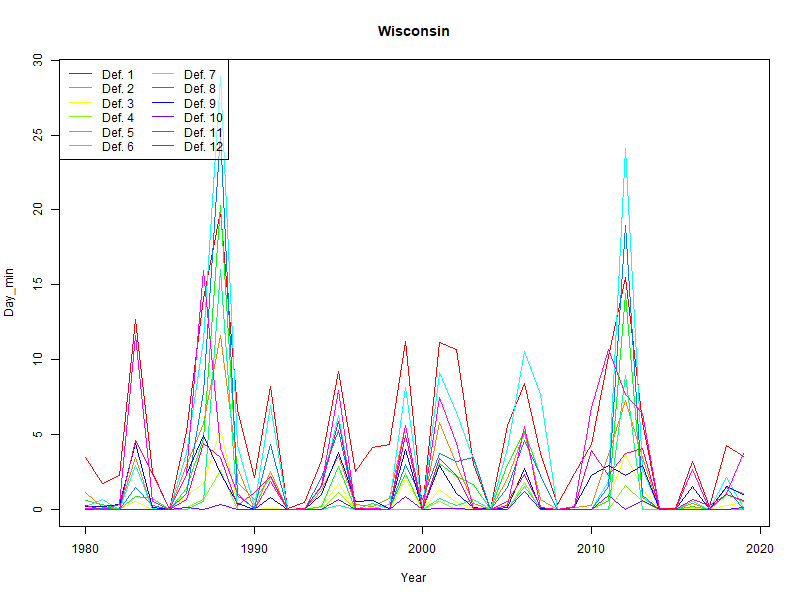 Wisconsin
Day_min
30
25
20
15
10
5
0
Def. 1 Def. 7
Def. 2 Def. 8
Def. 3 Def. 9
Def. 4 Def. 10
Def. 5 Def. 11
Def. 6 Def. 12
1980 1990 2000 2010 2020
Year